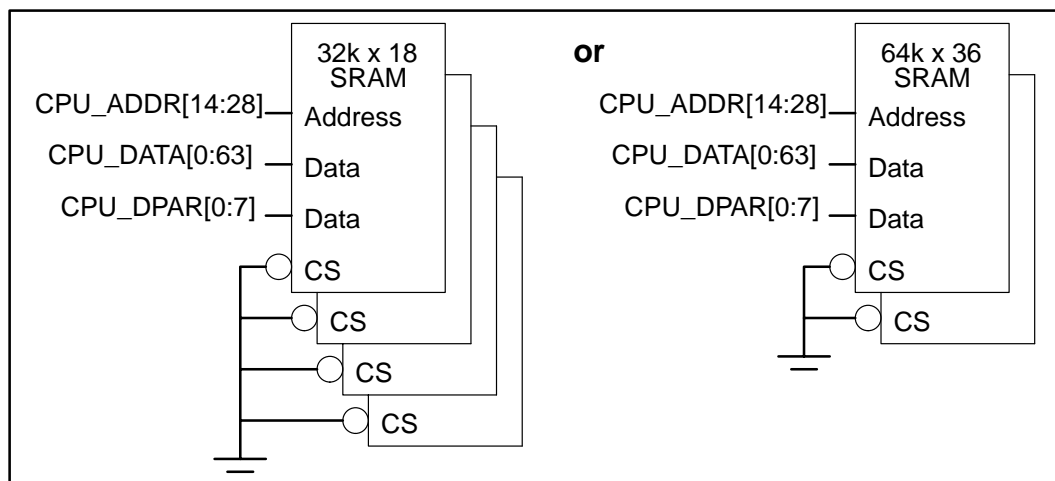 32k x 18
SRAM
CPU_ADDR[14:28]
Address
CPU_DATA[0:63]
Data
CPU_DPAR[0:7]
Data
CS
CS
CS
CS
or
64k x 36
SRAM
CPU_ADDR[14:28]
Address
CPU_DATA[0:63]
Data
CPU_DPAR[0:7]
Data
CS
CS